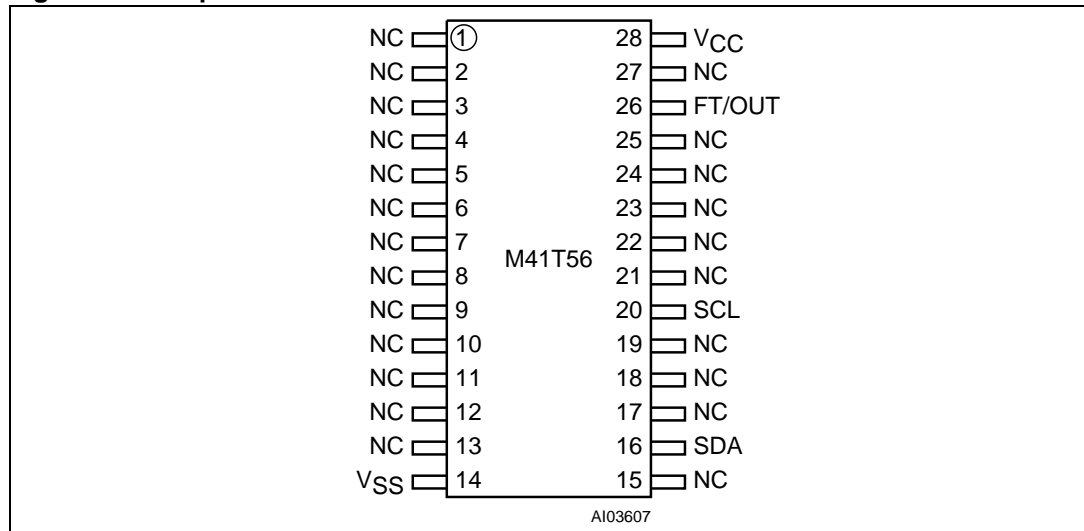 NC 1 28 VCC
NC 2 27 NC
NC 3 26 FT/OUT
NC 4 25 NC
NC 5 24 NC
NC 6 23 NC
NC 7 22 NC
M41T56
NC 8 21 NC
NC 9 20 SCL
NC 10 19 NC
NC 11 18 NC
NC 12 17 NC
NC 13 16 SDA
VSS 14 15 NC
AI03607